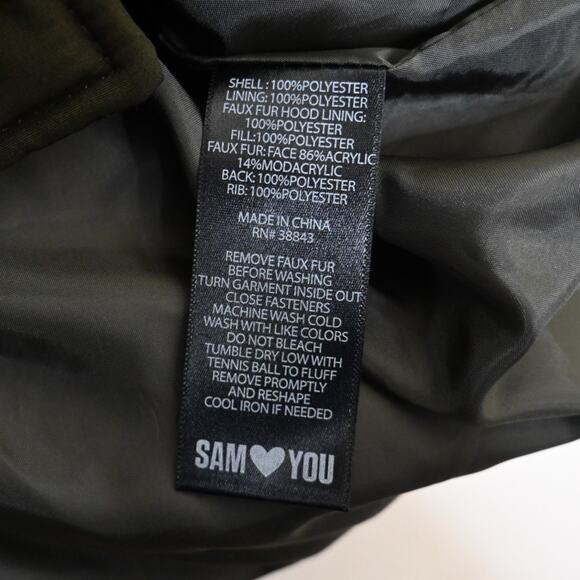 SHELL:100%POLYESTER
LINING:100%POLYESTER
FAUX FUR HOOD LINING:
100%POLYESTER
FILL:100%POLYESTER
FAUX FUR: FACE 86%ACRYLIC
14%MODACRYLIC
BACK:100%POLYESTER
RIB:100%POLYESTER
MADE IN CHINA
RN# 38843
REMOVE FAUX FUR
BEFORE WASHING
TURN GARMENT INSIDE OUT
CLOSE FASTENERS
MACHINE WASH COLD
WASH WITH LIKE COLORS
DO NOT BLEACH
TUMBLE DRY LOW WITH
TENNIS BALL TO FLUFF
REMOVE PROMPTLY
AND RESHAPE
COOL IRON IF NEEDED
SAM♥YOU